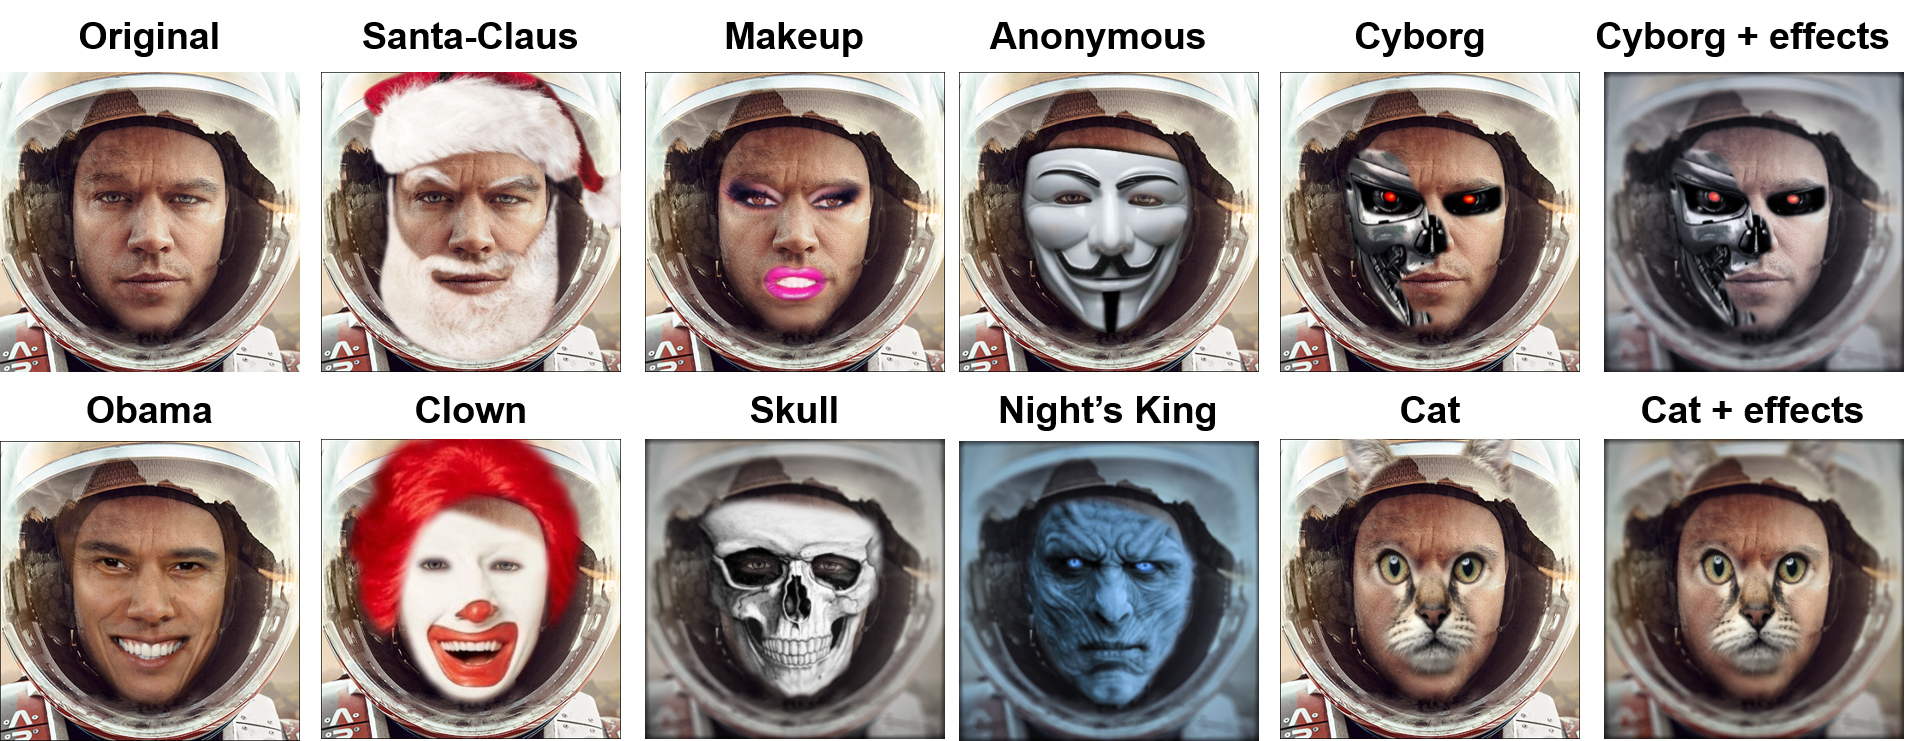 Original
Santa-Claus
Makeup
Anonymous
Cyborg
Cyborg + effects
Obama
Clown
Skull
Night’s King
Cat
Cat + effects